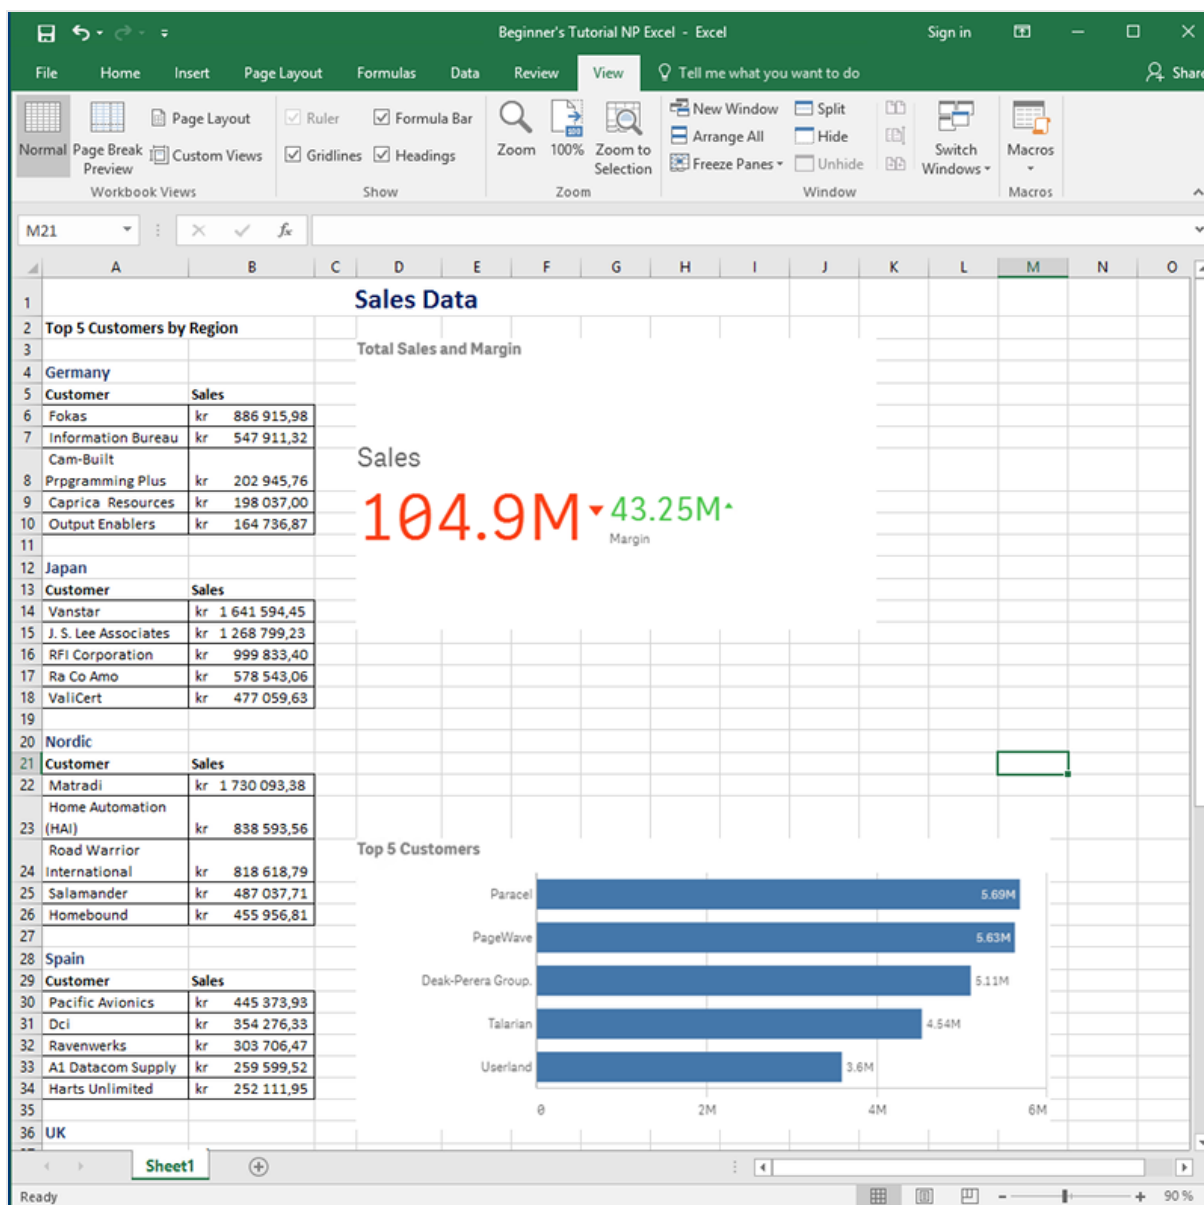 Beginner's Tutorial NP Excel - Excel
Sign in
File Home Insert Page Layout Formulas Data Review View Tell me what you want to do Share
Normal
Page Break Preview
Page Layout
Custom Views
Workbook Views
Ruler
Formula Bar
Gridlines
Headings
Show
Zoom
100
100%
Zoom to Selection
Zoom
New Window
Arrange All
Freeze Panes
Split
Hide
Unhide
Switch Windows
Window
Macros
Macros
M21
fx
A B C D E F G H I J K L M N O
1 Sales Data
2 Top 5 Customers by Region
3
4 Germany
5 Customer Sales
6 Fokas kr 886 915,98
7 Information Bureau kr 547 911,32
Cam-Built
8 Prpgramming Plus kr 202 945,76
9 Caprica Resources kr 198 037,00
10 Output Enablers kr 164 736,87
11
12 Japan
13 Customer Sales
14 Vanstar kr 1 641 594,45
15 J. S. Lee Associates kr 1 268 799,23
16 RFI Corporation kr 999 833,40
17 Ra Co Amo kr 578 543,06
18 ValiCert kr 477 059,63
19
20 Nordic
21 Customer Sales
22 Matradi kr 1 730 093,38
Home Automation
23 (HAI) kr 838 593,56
Road Warrior
24 International kr 818 618,79
25 Salamander kr 487 037,71
26 Homebound kr 455 956,81
27
28 Spain
29 Customer Sales
30 Pacific Avionics kr 445 373,93
31 Dci kr 354 276,33
32 Ravenwerks kr 303 706,47
33 A1 Datacom Supply kr 259 599,52
34 Harts Unlimited kr 252 111,95
35
36 UK
Total Sales and Margin
Sales
104.9M 43.25M
Margin
Top 5 Customers
Paracel 5.69M
PageWave 5.63M
Deak-Perera Group. 5.11M
Talarian 4.54M
Userland 3.6M
0 2M 4M 6M
Sheet1
Ready
90 %